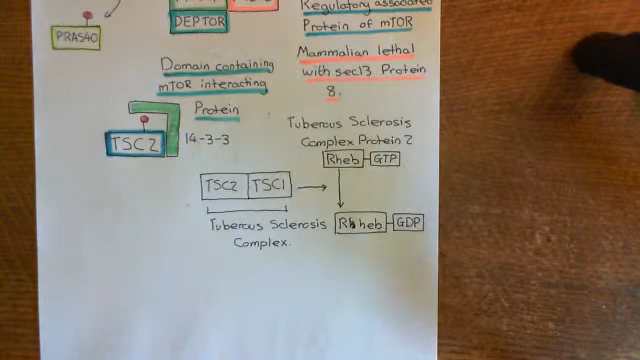 Regulatory associated
Protein of mTOR
PRAS40
DEPTOR
Mammalian lethal
with sec13 Protein
8.
Domain containing
mTOR interacting
Protein
TSC2
14-3-3
Tuberous Sclerosis
Complex Protein 2
Rheb GTP
TSC2 TSC1
Rheb GDP
Tuberous Sclerosis
Complex.